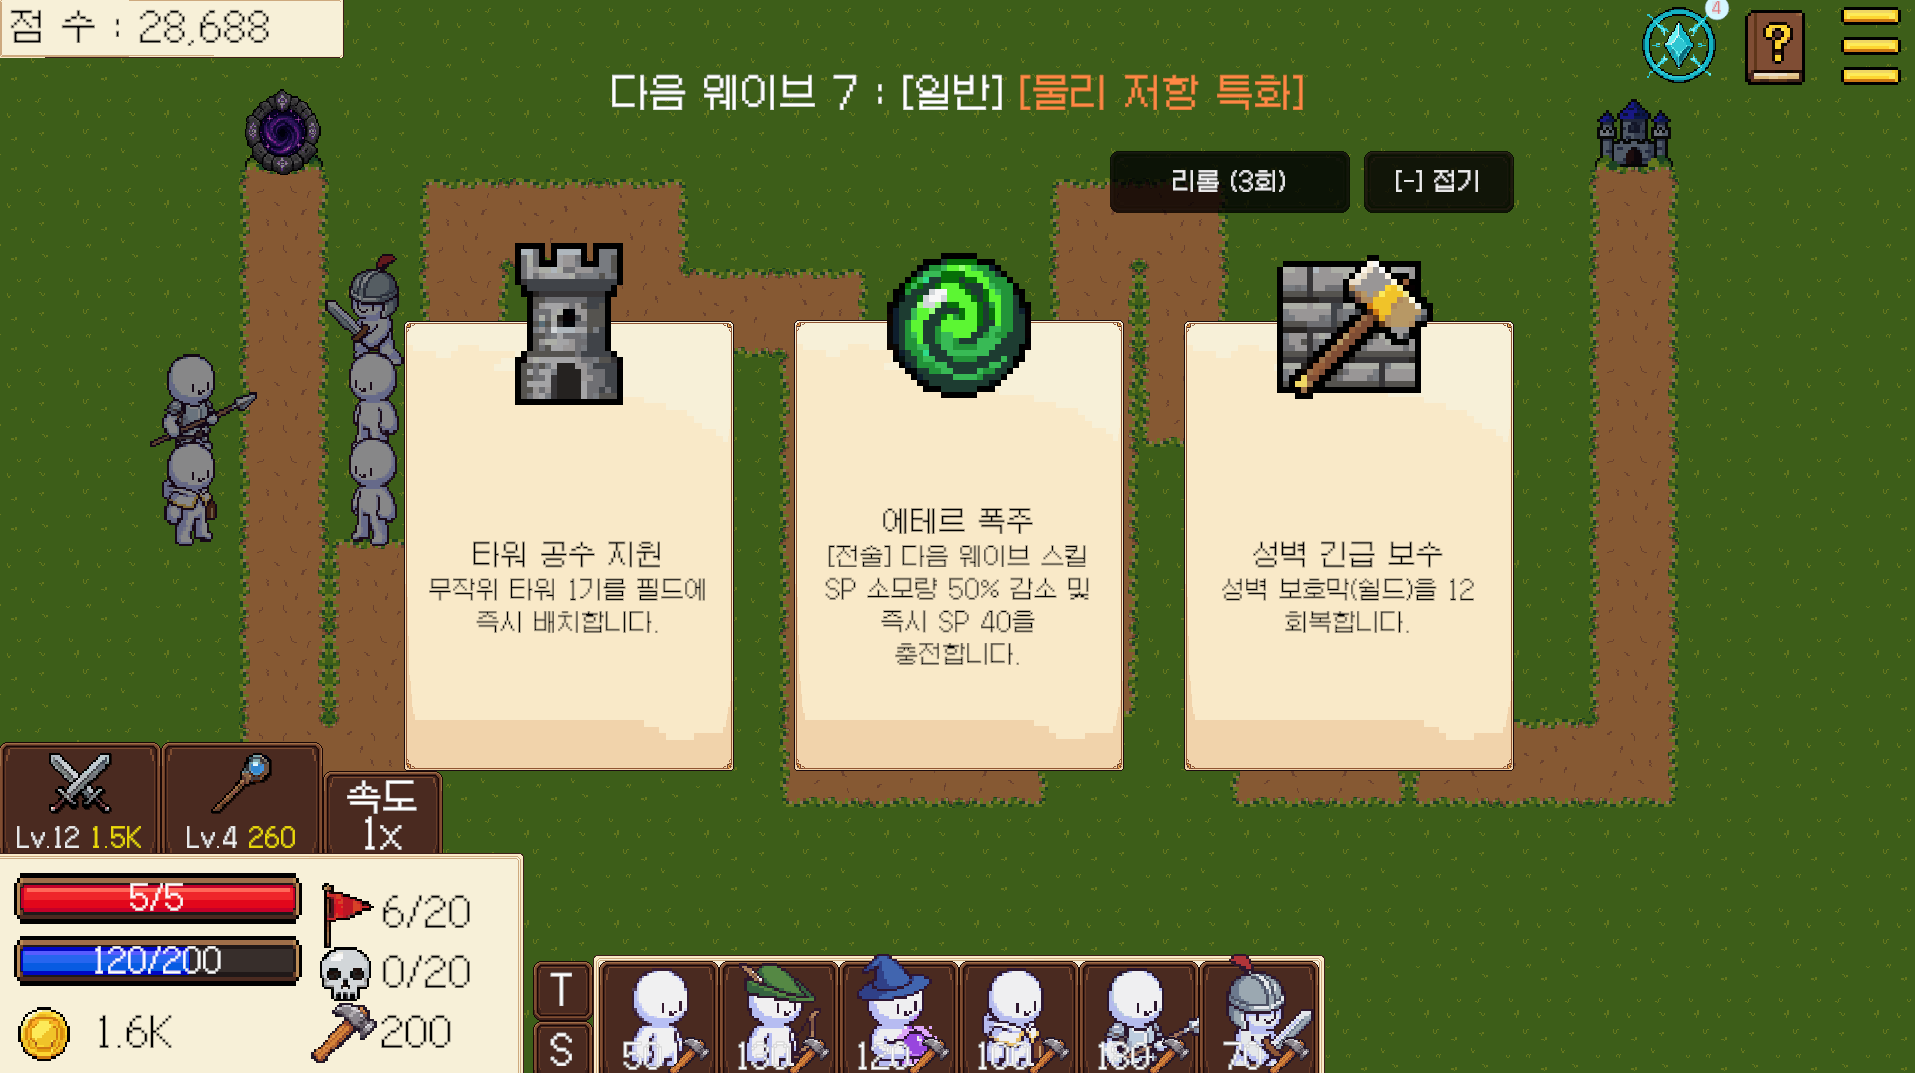 점 수 : 28,688
4
다음 웨이브 7 : [일반] [물리 저항 특화]
리롤 (3회)
[-] 접기
타워 공수 지원
무작위 타워 1기를 필드에
즉시 배치합니다.
에테르 폭주
[전술] 다음 웨이브 스킬
SP 소모량 50% 감소 및
즉시 SP 40을
충전합니다.
성벽 긴급 보수
성벽 보호막(쉴드)을 12
회복합니다.
Lv.12 1.5K
Lv.4 260
속도
1x
5/5
6/20
120/200
0/20
1.6K
200
T
S
100
70